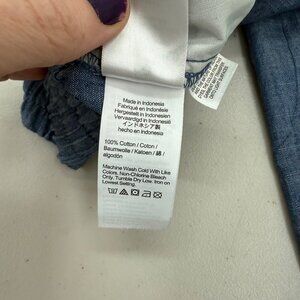 Made in Indonesia
Fabriqué en Indonésie
Hergestellt in Indonesien
Vervaardigd in Indonesië
インドネシア製
hecho en Indonesia
100% Cotton / Coton /
Baumwolle / Katoen / 綿 /
algodón
Machine Wash Cold With Like
Colors. Non-Chlorine Bleach
Only. Tumble Dry Low. Iron on
Lowest Setting.